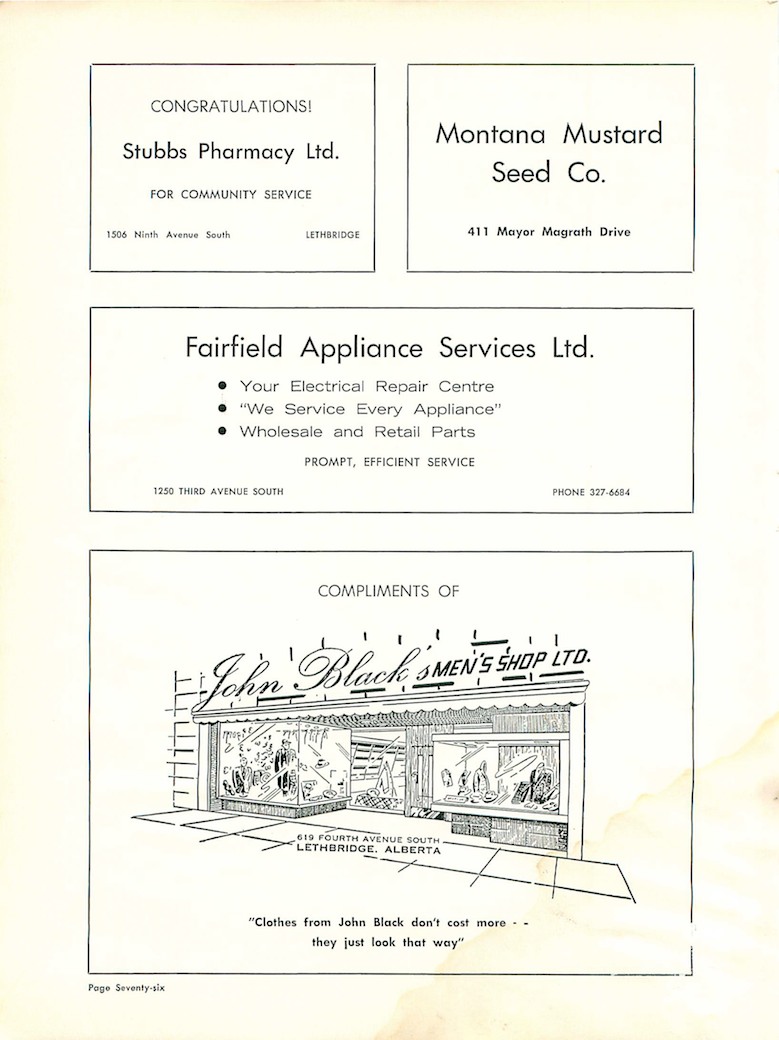 CONGRATULATIONS!
Stubbs Pharmacy Ltd.
FOR COMMUNITY SERVICE
1506 Ninth Avenue South LETHBRIDGE
Montana Mustard
Seed Co.
411 Mayor Magrath Drive
Fairfield Appliance Services Ltd.
● Your Electrical Repair Centre
● "We Service Every Appliance"
● Wholesale and Retail Parts
PROMPT, EFFICIENT SERVICE
1250 THIRD AVENUE SOUTH PHONE 327-6684
COMPLIMENTS OF
John Black's MEN'S SHOP LTD.
619 FOURTH AVENUE SOUTH
LETHBRIDGE, ALBERTA
"Clothes from John Black don't cost more - -
they just look that way"
Page Seventy-six